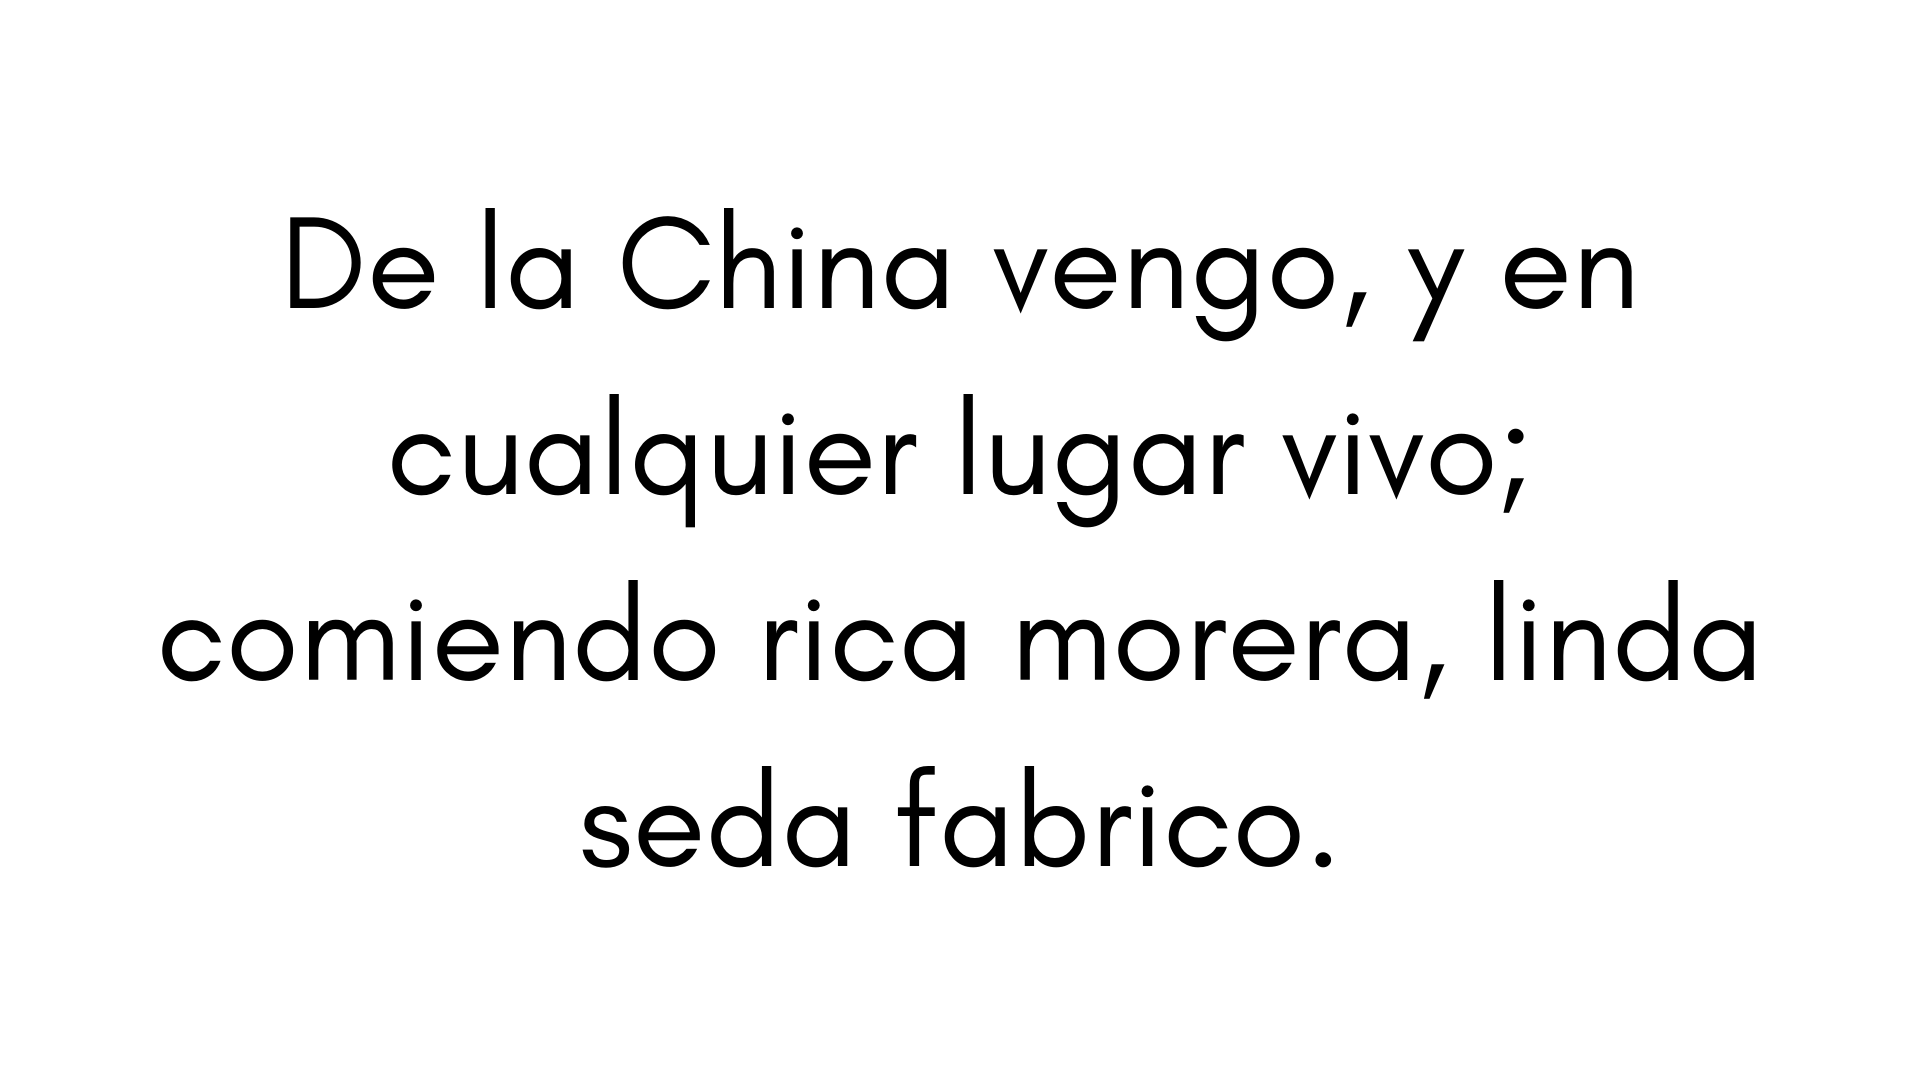 De la China vengo, y en
cualquier lugar vivo;
comiendo rica morera, linda
seda fabrico.